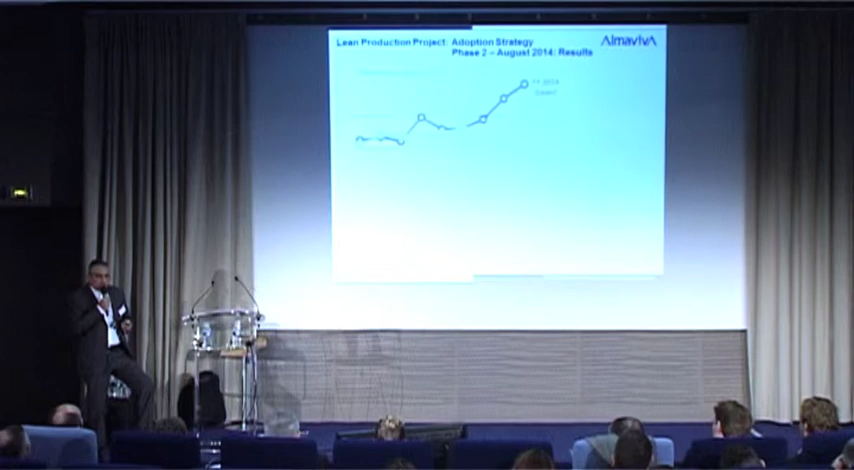 Lean Production Project: Adoption Strategy
Almaviva
Phase 2 – August 2014: Results